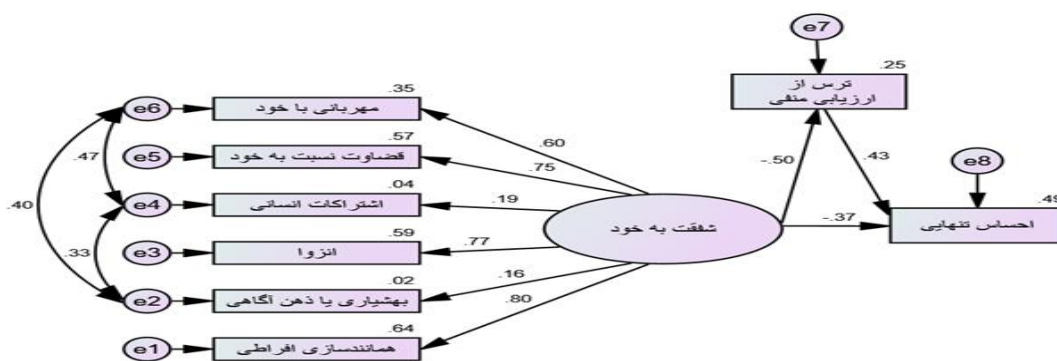 e7
.25
ترس از
ارزیابی منفی
.35
e6
مهربانی با خود
.60
.57
.47
e5
قضاوت نسبت به خود
.75
-.50
.43
e8
.04
.40
e4
اشتراکات انسانی
.19
.49
شفقت به خود
-.37
احساس تنهایی
.59
.33
e3
انزوا
.77
.02
e2
بهشیاری یا ذهن آگاهی
.16
.80
.64
e1
همانندسازی افراطی